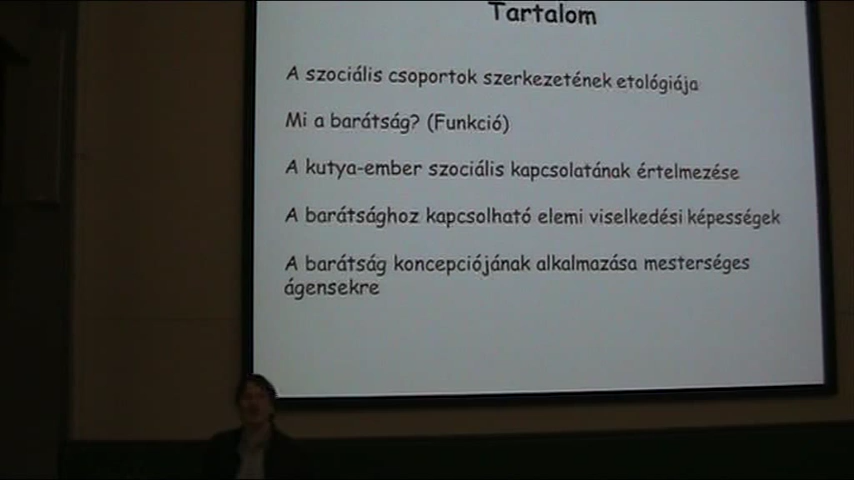 Tartalom
A szociális csoportok szerkezetének etológiája
Mi a barátság? (Funkció)
A kutya-ember szociális kapcsolatának értelmezése
A barátsághoz kapcsolható elemi viselkedési képességek
A barátság koncepciójának alkalmazása mesterséges
ágensekre